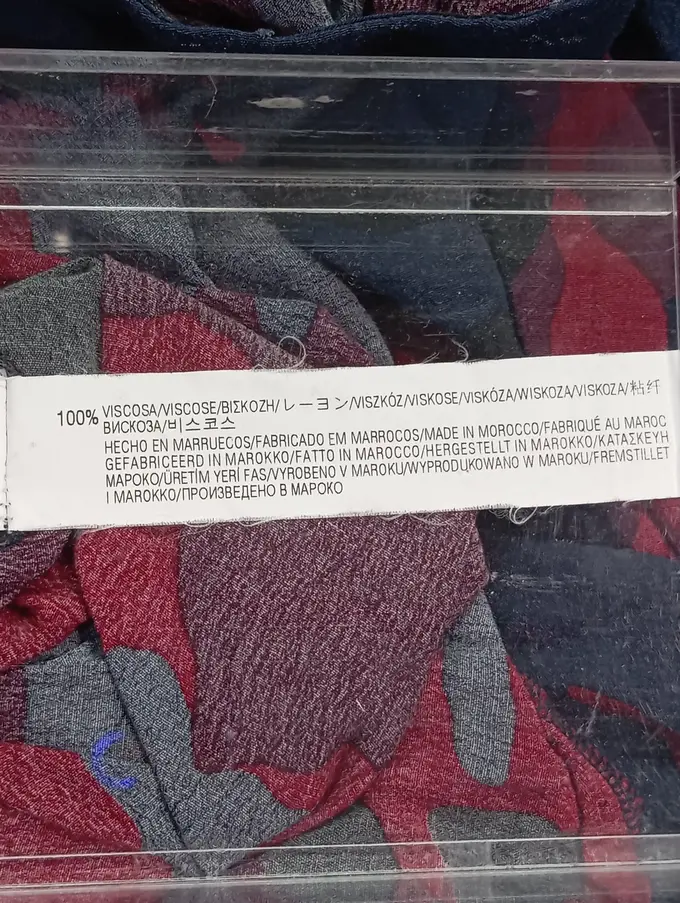 100% VISCOSA/VISCOSE/ΒΙΣΚΟΖΗ/レーヨン/VISZKÓZ/VISKOSE/VISKÓZA/WISKOZA/VISKOZA/粘纤
ВИСКОЗА/비스코스
HECHO EN MARRUECOS/FABRICADO EM MARROCOS/MADE IN MOROCCO/FABRIQUÉ AU MAROC
GEFABRICEERD IN MAROKKO/FATTO IN MAROCCO/HERGESTELLT IN MAROKKO/ΚΑΤΑΣΚΕΥΗ
ΜΑΡΟΚΟ/ÜRETİM YERİ FAS/VYROBENO V MAROKU/WYPRODUKOWANO W MAROKU/FREMSTILLET
I MAROKKO/ПРОИЗВЕДЕНО В МАРОКО